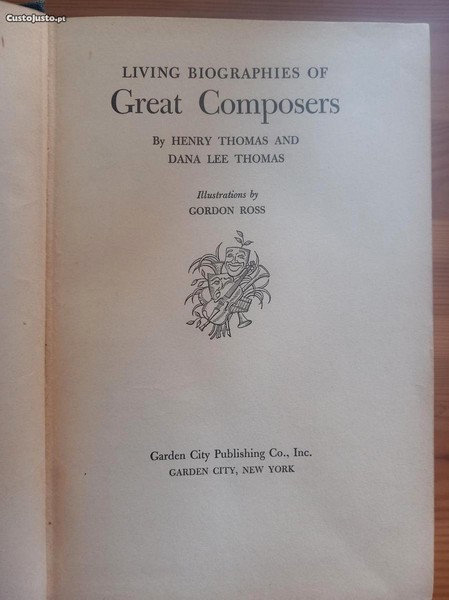 CustoJusto.pt
LIVING BIOGRAPHIES OF
Great Composers
By HENRY THOMAS AND
DANA LEE THOMAS
Illustrations by
GORDON ROSS
Garden City Publishing Co., Inc.
GARDEN CITY, NEW YORK